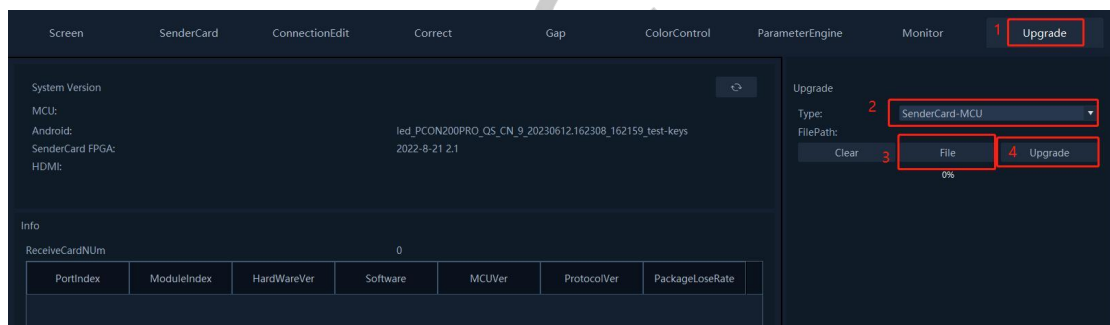 Screen SenderCard ConnectionEdit Correct Gap ColorControl ParameterEngine Monitor 1 Upgrade
System Version
MCU:
Android: led_PCON200PRO_QS_CN_9_20230612.162308_162159_test-keys
SenderCard FPGA: 2022-8-21 2.1
HDMI:
Upgrade
Type: 2 SenderCard-MCU
FilePath:
Clear 3 File 4 Upgrade
0%
Info
ReceiveCardNUm 0
PortIndex ModuleIndex HardWareVer Software MCUVer ProtocolVer PackageLoseRate